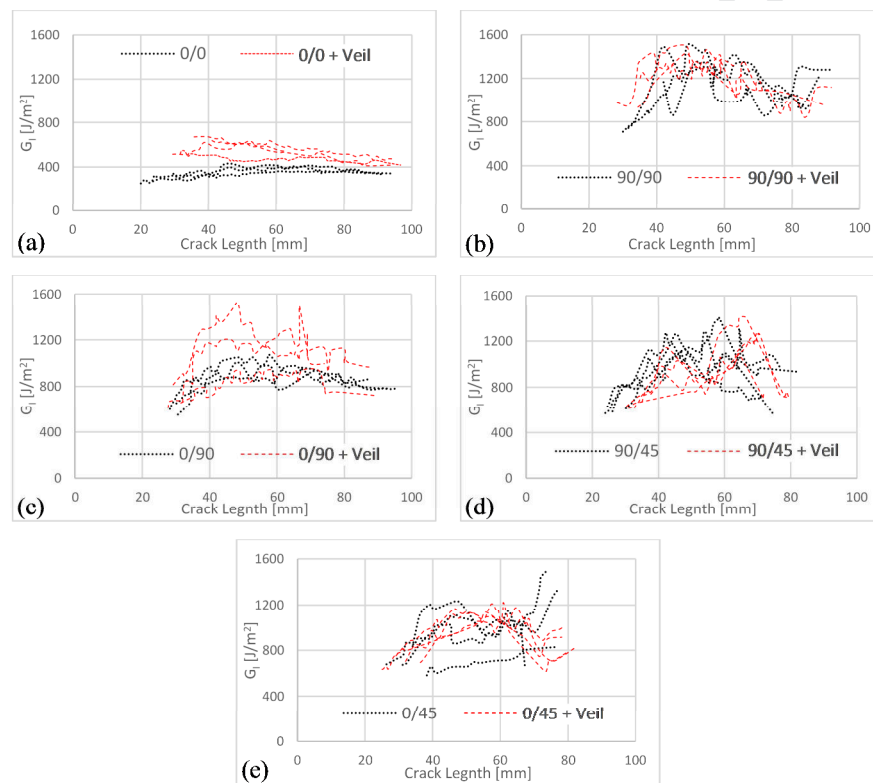 1600
1200
800
400
0
G_I [J/m²]
0/0
0/0 + Veil
0 20 40 60 80 100
Crack Legnth [mm]
(a)
1600
1200
800
400
0
G_I [J/m²]
90/90
90/90 + Veil
0 20 40 60 80 100
Crack Legnth [mm]
(b)
1600
1200
800
400
0
G_I [J/m²]
0/90
0/90 + Veil
0 20 40 60 80 100
Crack Legnth [mm]
(c)
1600
1200
800
400
0
G_I [J/m²]
90/45
90/45 + Veil
0 20 40 60 80 100
Crack Legnth [mm]
(d)
1600
1200
800
400
0
G_I [J/m²]
0/45
0/45 + Veil
0 20 40 60 80 100
Crack Legnth [mm]
(e)